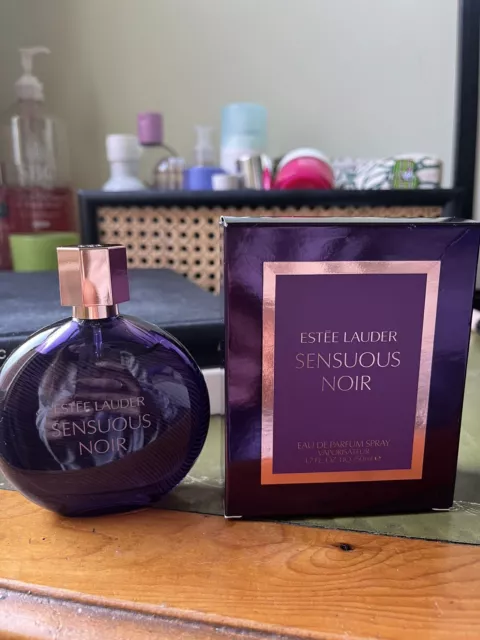 ESTĒE LAUDER
SENSUOUS
NOIR
ESTĒE LAUDER
SENSUOUS
NOIR
EAU DE PARFUM SPRAY
VAPORISATEUR